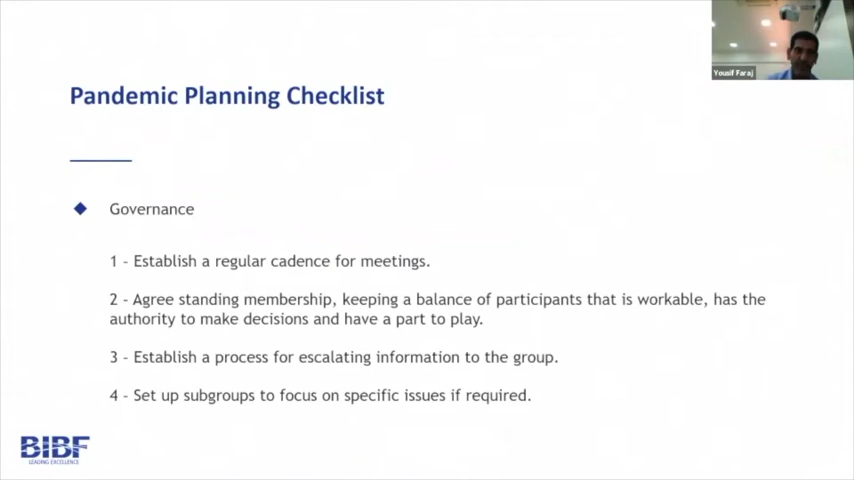 Yousif Faraj
Pandemic Planning Checklist
Governance
1 - Establish a regular cadence for meetings.
2 - Agree standing membership, keeping a balance of participants that is workable, has the
authority to make decisions and have a part to play.
3 - Establish a process for escalating information to the group.
4 - Set up subgroups to focus on specific issues if required.
BIBF
LEADING EXCELLENCE